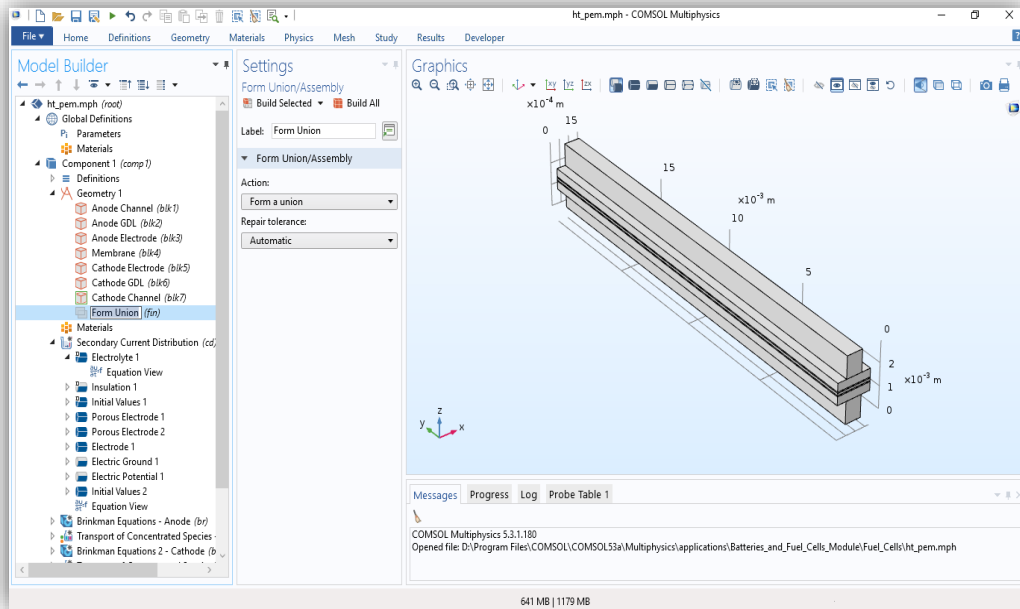 ht_pem.mph - COMSOL Multiphysics
File
Home
Definitions
Geometry
Materials
Physics
Mesh
Study
Results
Developer
Model Builder
ht_pem.mph (root)
Global Definitions
Pi Parameters
Materials
Component 1 (comp1)
Definitions
Geometry 1
Anode Channel (blk1)
Anode GDL (blk2)
Anode Electrode (blk3)
Membrane (blk4)
Cathode Electrode (blk5)
Cathode GDL (blk6)
Cathode Channel (blk7)
Form Union (fin)
Materials
Secondary Current Distribution (cd)
Electrolyte 1
Equation View
Insulation 1
Initial Values 1
Porous Electrode 1
Porous Electrode 2
Electrode 1
Electric Ground 1
Electric Potential 1
Initial Values 2
Equation View
Brinkman Equations - Anode (br)
Transport of Concentrated Species -
Brinkman Equations 2 - Cathode (b
Settings
Form Union/Assembly
Build Selected
Build All
Label: Form Union
Form Union/Assembly
Action:
Form a union
Repair tolerance:
Automatic
Graphics
xy yz zx
×10⁻⁴ m
15
0
15
×10⁻³ m
10
5
0
2
×10⁻³ m
1
0
z
y
x
Messages
Progress
Log
Probe Table 1
COMSOL Multiphysics 5.3.1.180
Opened file: D:\Program Files\COMSOL\COMSOL53a\Multiphysics\applications\Batteries_and_Fuel_Cells_Module\Fuel_Cells\ht_pem.mph
641 MB | 1179 MB